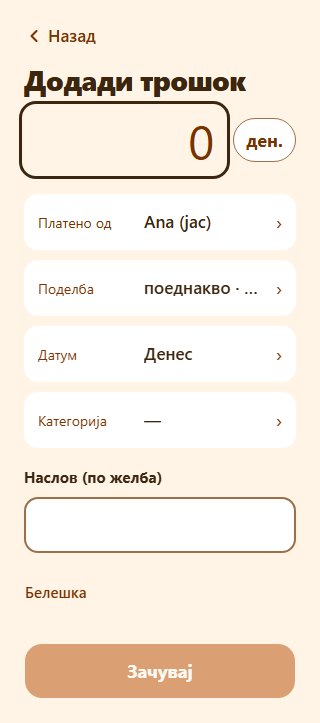 Назад
Додади трошок
0
ден.
Платено од Ana (јас) ›
Поделба поеднакво · ... ›
Датум Денес ›
Категорија — ›
Наслов (по желба)
Белешка
Зачувај